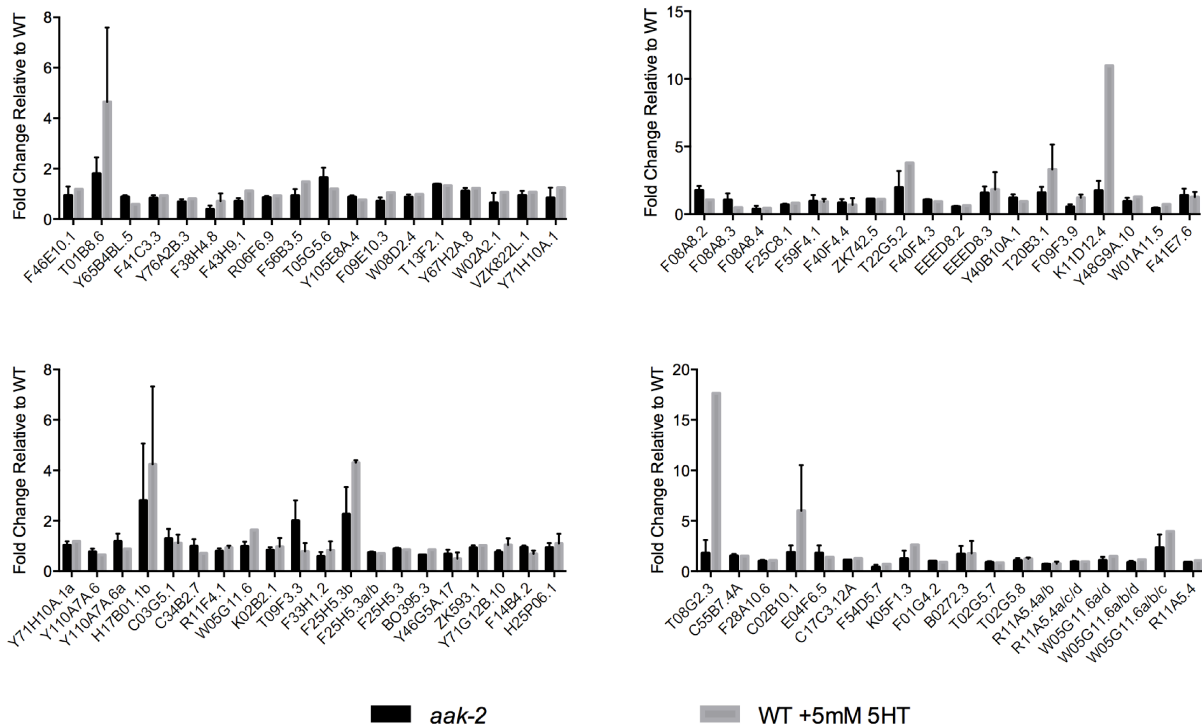 Fold Change Relative to WT
8
6
4
2
0
F46E10.1
T01B8.6
Y65B4BL.5
F41C3.3
Y76A2B.3
F38H4.8
F43H9.1
R06F6.9
F56B3.5
T05G5.6
Y105E8A.4
F09E10.3
W08D2.4
T13F2.1
Y67H2A.8
W02A2.1
VZK822L.1
Y71H10A.1
Fold Change Relative to WT
15
10
5
0
F08A8.2
F08A8.3
F08A8.4
F25C8.1
F59F4.1
F40F4.4
ZK742.5
T22G5.2
F40F4.3
EEED8.2
EEED8.3
Y40B10A.1
T20B3.1
F09F3.9
K11D12.4
Y48G9A.10
W01A11.5
F41E7.6
Fold Change Relative to WT
8
6
4
2
0
Y71H10A.1a
Y110A7A.6
Y110A7A.6a
H17B01.1b
C03G5.1
C34B2.7
R11F4.1
W05G11.6
K02B2.1
T09F3.3
F33H1.2
F25H5.3b
F25H5.3a/b
F25H5.3
BO395.3
Y46G5A.17
ZK593.1
Y71G12B.10
F14B4.2
H25P06.1
Fold Change Relative to WT
20
15
10
5
0
T08G2.3
C55B7.4A
F28A10.6
C02B10.1
E04F6.5
C17C3.12A
F54D5.7
K05F1.3
F01G4.2
B0272.3
T02G5.7
T02G5.8
R11A5.4a/b
R11A5.4a/c/d
W05G11.6a/d
W05G11.6a/b/d
W05G11.6a/b/c
R11A5.4
aak-2
WT +5mM 5HT